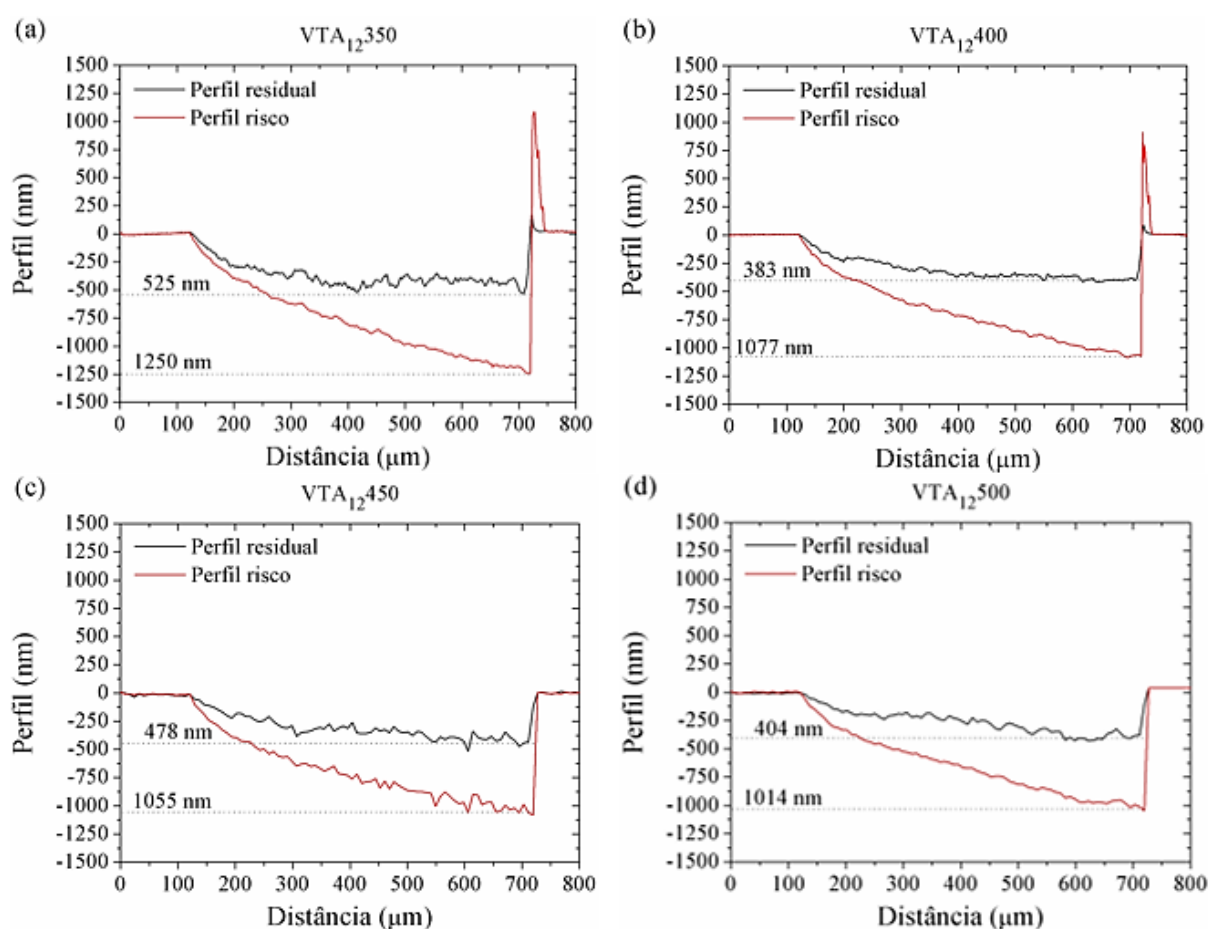 (a)
VTA₁₂350
1500
1250
1000
750
500
250
0
-250
-500
-750
-1000
-1250
-1500
Perfil (nm)
Perfil residual
Perfil risco
525 nm
1250 nm
0 100 200 300 400 500 600 700 800
Distância (μm)
(b)
VTA₁₂400
1500
1250
1000
750
500
250
0
-250
-500
-750
-1000
-1250
-1500
Perfil (nm)
Perfil residual
Perfil risco
383 nm
1077 nm
0 100 200 300 400 500 600 700 800
Distância (μm)
(c)
VTA₁₂450
1500
1250
1000
750
500
250
0
-250
-500
-750
-1000
-1250
-1500
Perfil (nm)
Perfil residual
Perfil risco
478 nm
1055 nm
0 100 200 300 400 500 600 700 800
Distância (μm)
(d)
VTA₁₂500
1500
1250
1000
750
500
250
0
-250
-500
-750
-1000
-1250
-1500
Perfil (nm)
Perfil residual
Perfil risco
404 nm
1014 nm
0 100 200 300 400 500 600 700 800
Distância (μm)